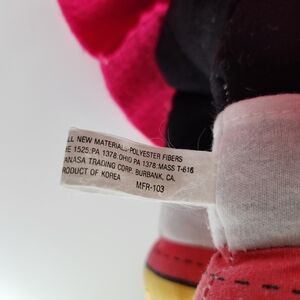 LL NEW MATERIAL: POLYESTER FIBERS
E 1525: PA. 1378: OHIO PA 1378: MASS T-616
ANASA TRADING CORP. BURBANK, CA.
RODUCT OF KOREA MFR-103